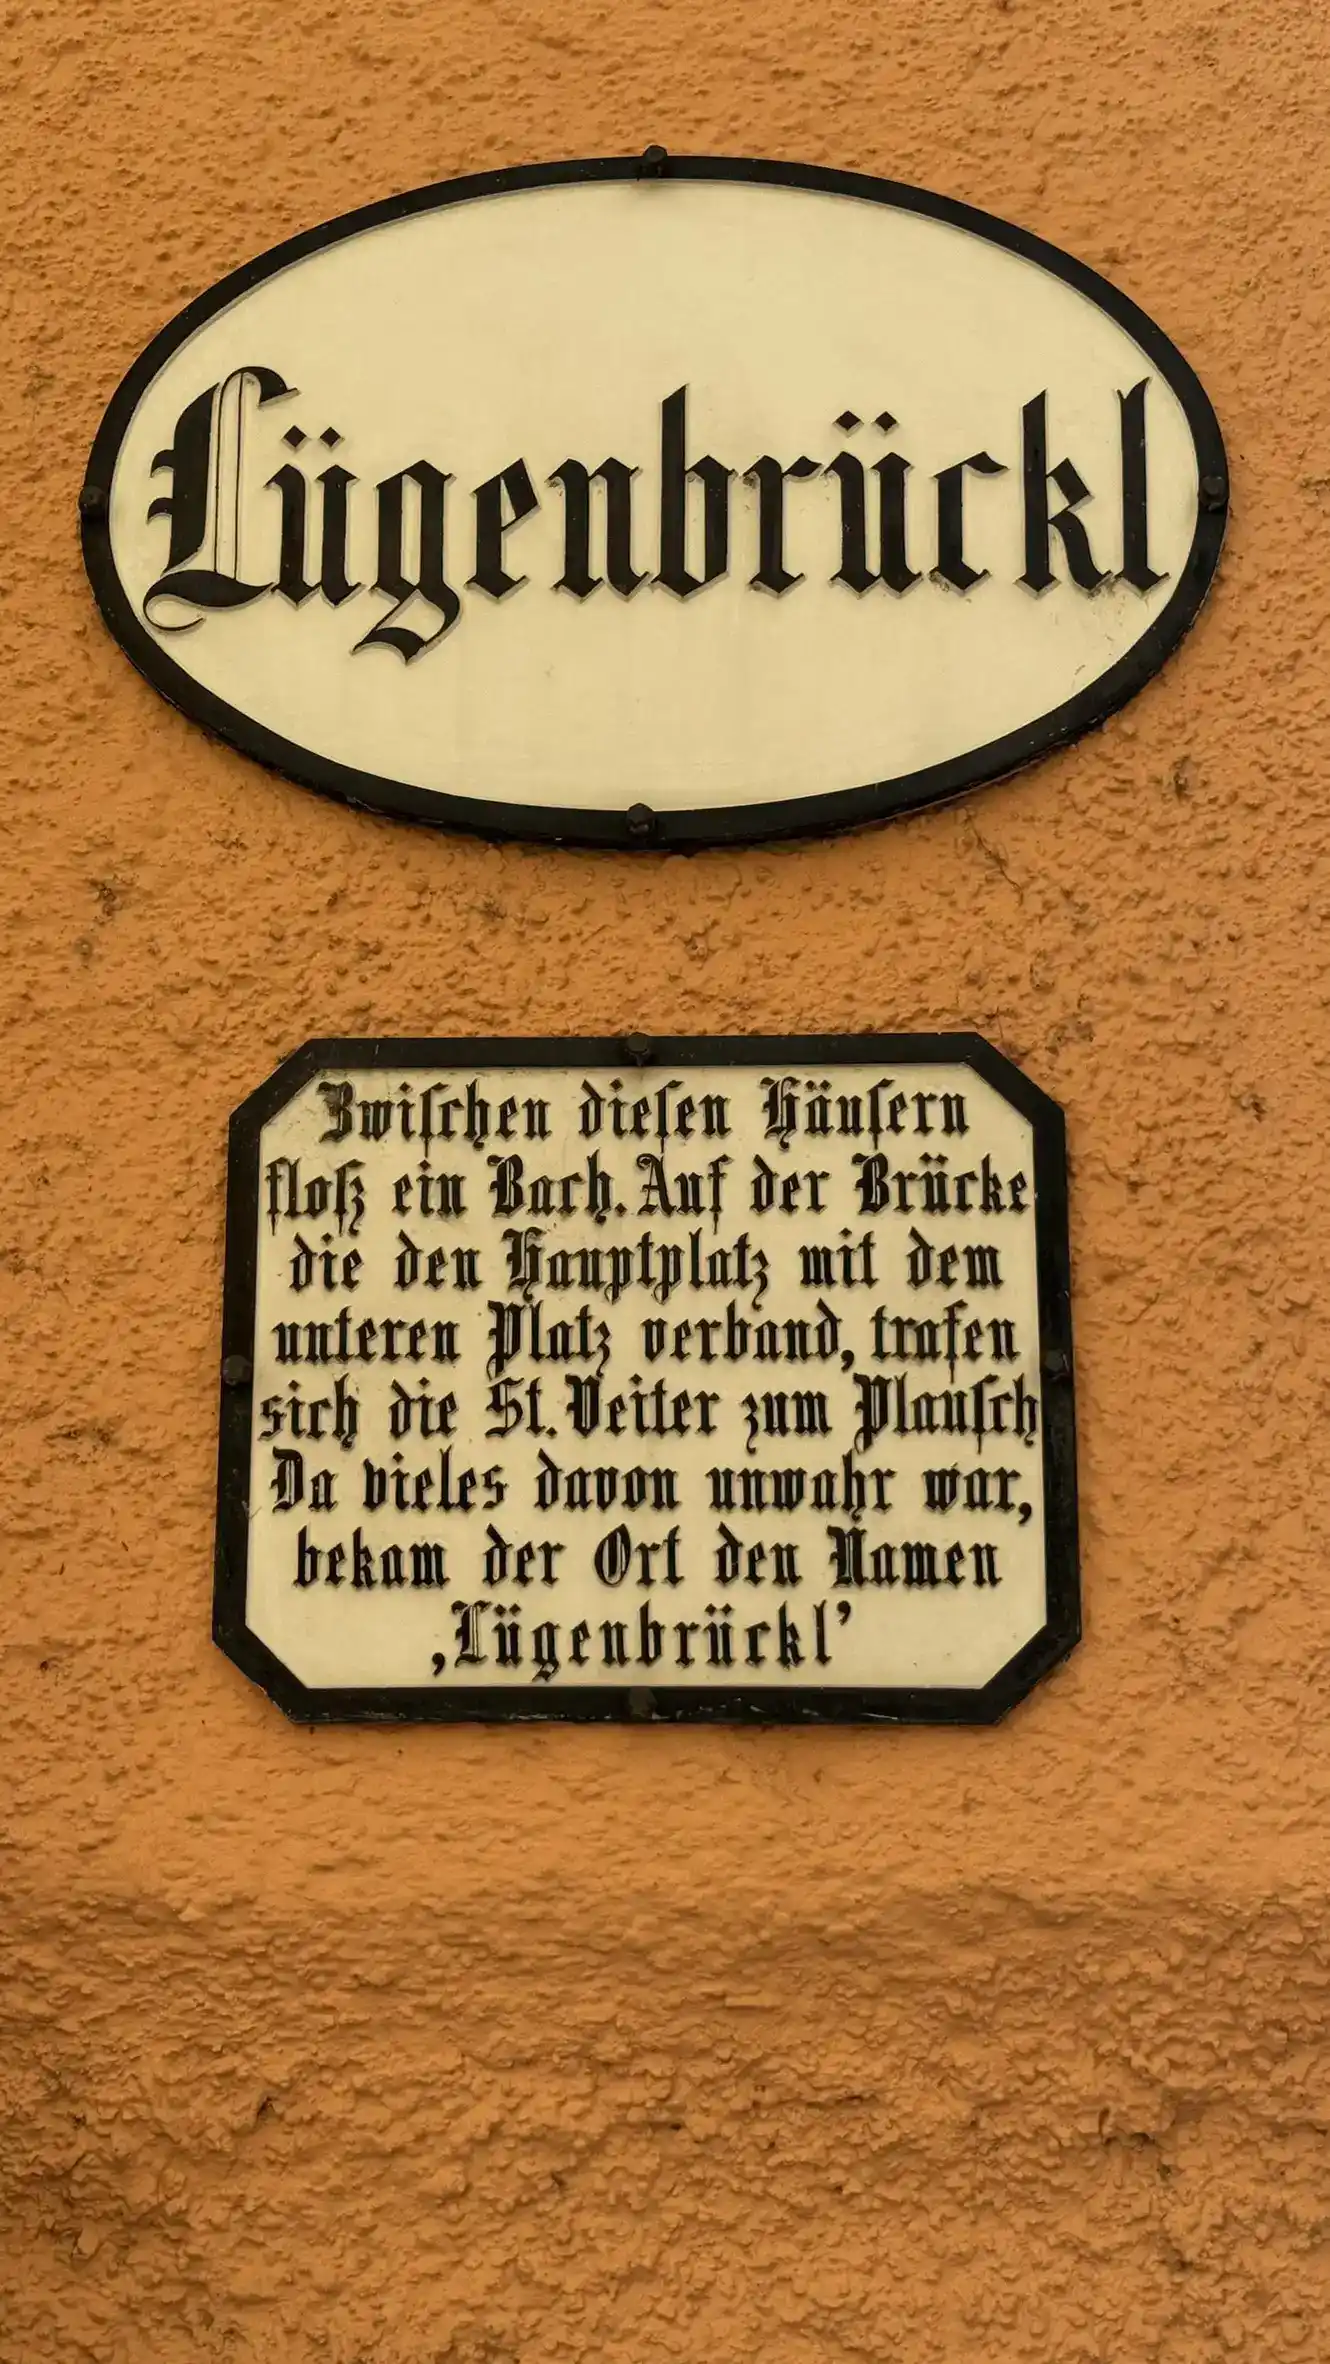 Lügenbrückl
Zwiſchen dieſen Häuſern
floß ein Bach. Auf der Brücke
die den Hauptplatz mit dem
unteren Platz verband, trafen
sich die St. Veiter zum Plauſch
Da vieles davon unwahr war,
bekam der Ort den Namen
‚Lügenbrückl’